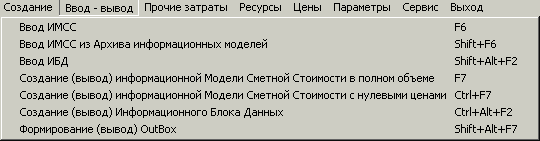 Создание Ввод - вывод Прочие затраты Ресурсы Цены Параметры Сервис Выход
Ввод ИМСС F6
Ввод ИМСС из Архива информационных моделей Shift+F6
Ввод ИБД Shift+Alt+F2
Создание (вывод) информационной Модели Сметной Стоимости в полном объеме F7
Создание (вывод) информационной Модели Сметной Стоимости с нулевыми ценами Ctrl+F7
Создание (вывод) Информационного Блока Данных Ctrl+Alt+F2
Формирование (вывод) OutBox Shift+Alt+F7